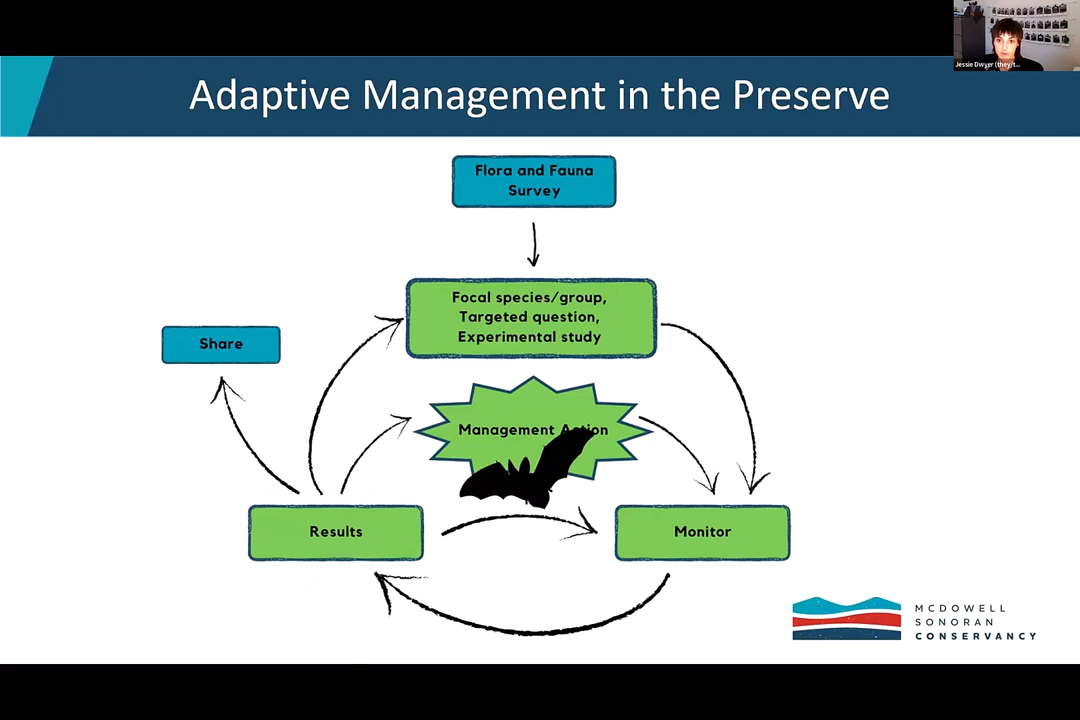 Jessie Dwyer (they/t...
Adaptive Management in the Preserve
Flora and Fauna
Survey
Focal species/group,
Targeted question,
Experimental study
Share
Management Action
Results
Monitor
MCDOWELL
SONORAN
CONSERVANCY